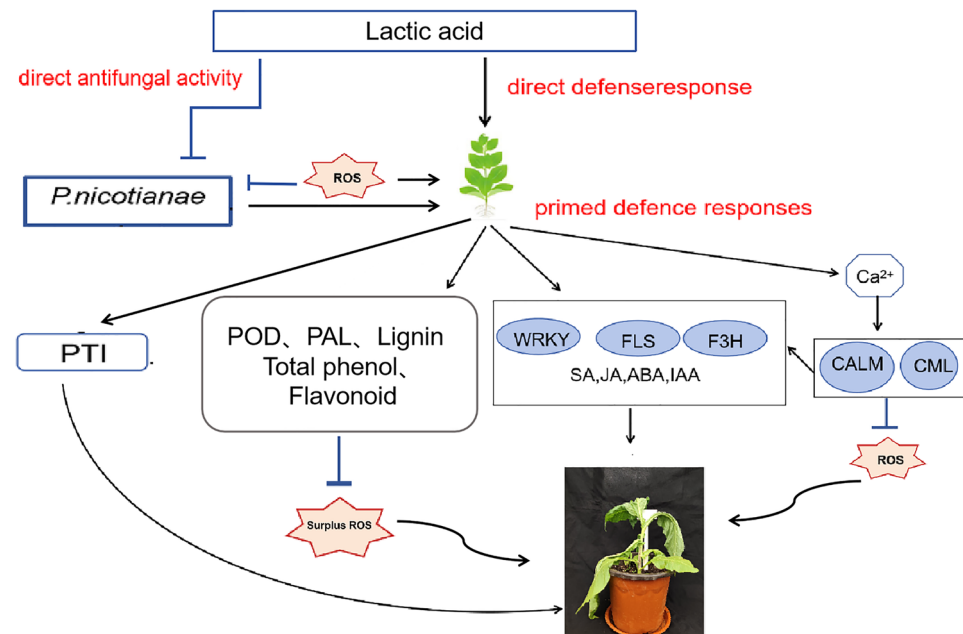 Lactic acid
direct antifungal activity
direct defenseresponse
ROS
P.nicotianae
primed defence responses
Ca²⁺
PTI
POD、PAL、Lignin
Total phenol、
Flavonoid
WRKY
FLS
F3H
SA,JA,ABA,IAA
CALM
CML
ROS
Surplus ROS